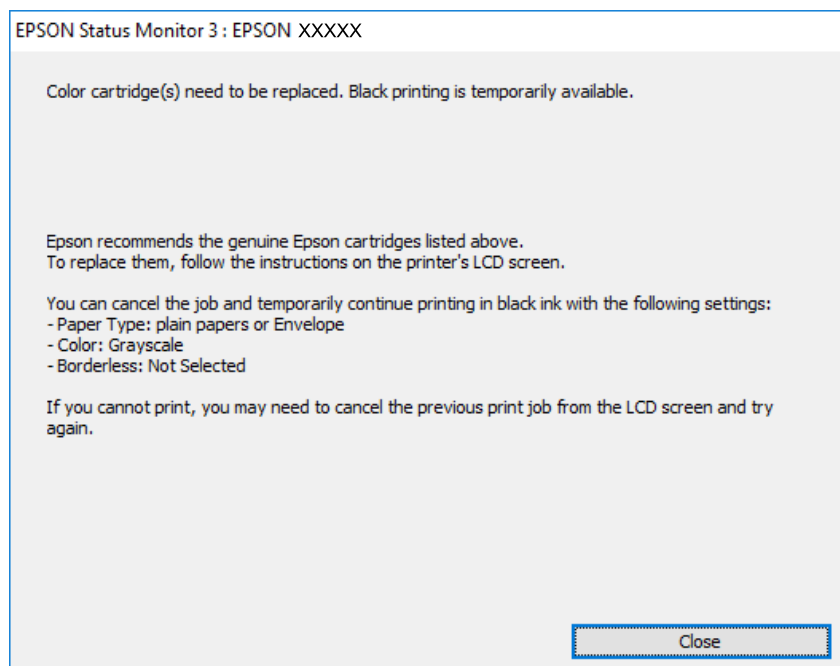 EPSON Status Monitor 3 : EPSON XXXXX
Color cartridge(s) need to be replaced. Black printing is temporarily available.
Epson recommends the genuine Epson cartridges listed above.
To replace them, follow the instructions on the printer's LCD screen.
You can cancel the job and temporarily continue printing in black ink with the following settings:
- Paper Type: plain papers or Envelope
- Color: Grayscale
- Borderless: Not Selected
If you cannot print, you may need to cancel the previous print job from the LCD screen and try
again.
Close